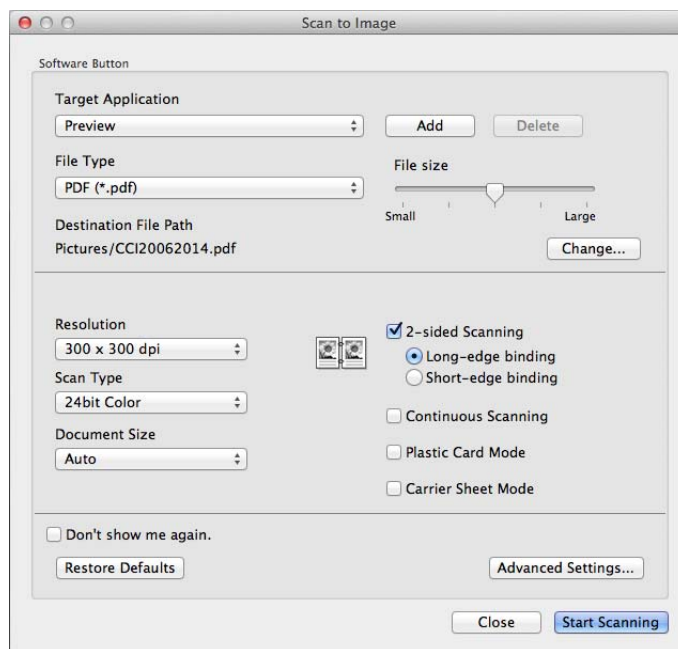 Scan to Image
Software Button
Target Application
Preview
Add
Delete
File Type
File size
PDF (*.pdf)
Small
Large
Destination File Path
Pictures/CCI20062014.pdf
Change...
Resolution
300 x 300 dpi
2-sided Scanning
Long-edge binding
Short-edge binding
Scan Type
24bit Color
Continuous Scanning
Document Size
Auto
Plastic Card Mode
Carrier Sheet Mode
Don't show me again.
Restore Defaults
Advanced Settings...
Close
Start Scanning